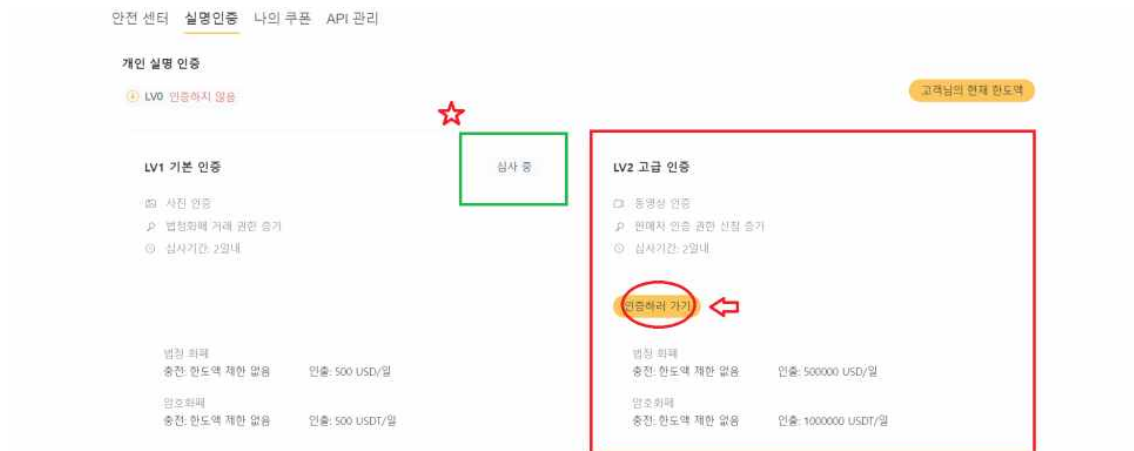 안전 센터 실명인증 나의 쿠폰 API 관리
개인 실명 인증
LV0 인증하지 않음
고객님의 현재 한도액
LV1 기본 인증 심사 중
사진 인증
법정화폐 거래 권한 증가
심사기간: 2일내
법정 화폐
충전: 한도액 제한 없음 인출: 500 USD/일
암호화폐
충전: 한도액 제한 없음 인출: 500 USDT/일
LV2 고급 인증
동영상 인증
판매자 인증 권한 신청 증가
심사기간: 2일내
인증하러 가기
법정 화폐
충전: 한도액 제한 없음 인출: 500000 USD/일
암호화폐
충전: 한도액 제한 없음 인출: 1000000 USDT/일